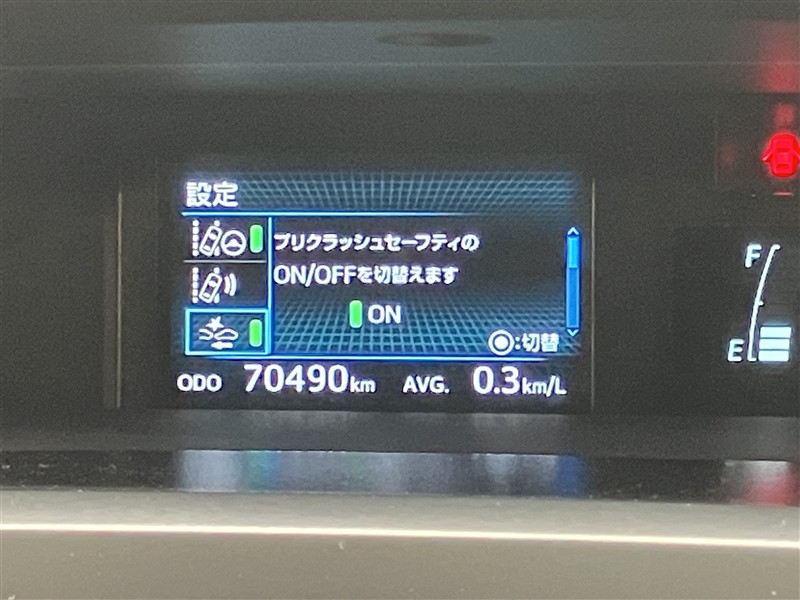 設定
プリクラッシュセーフティの
ON/OFFを切替えます
ON
:切替
ODO 70490km AVG. 0.3km/L
F
E